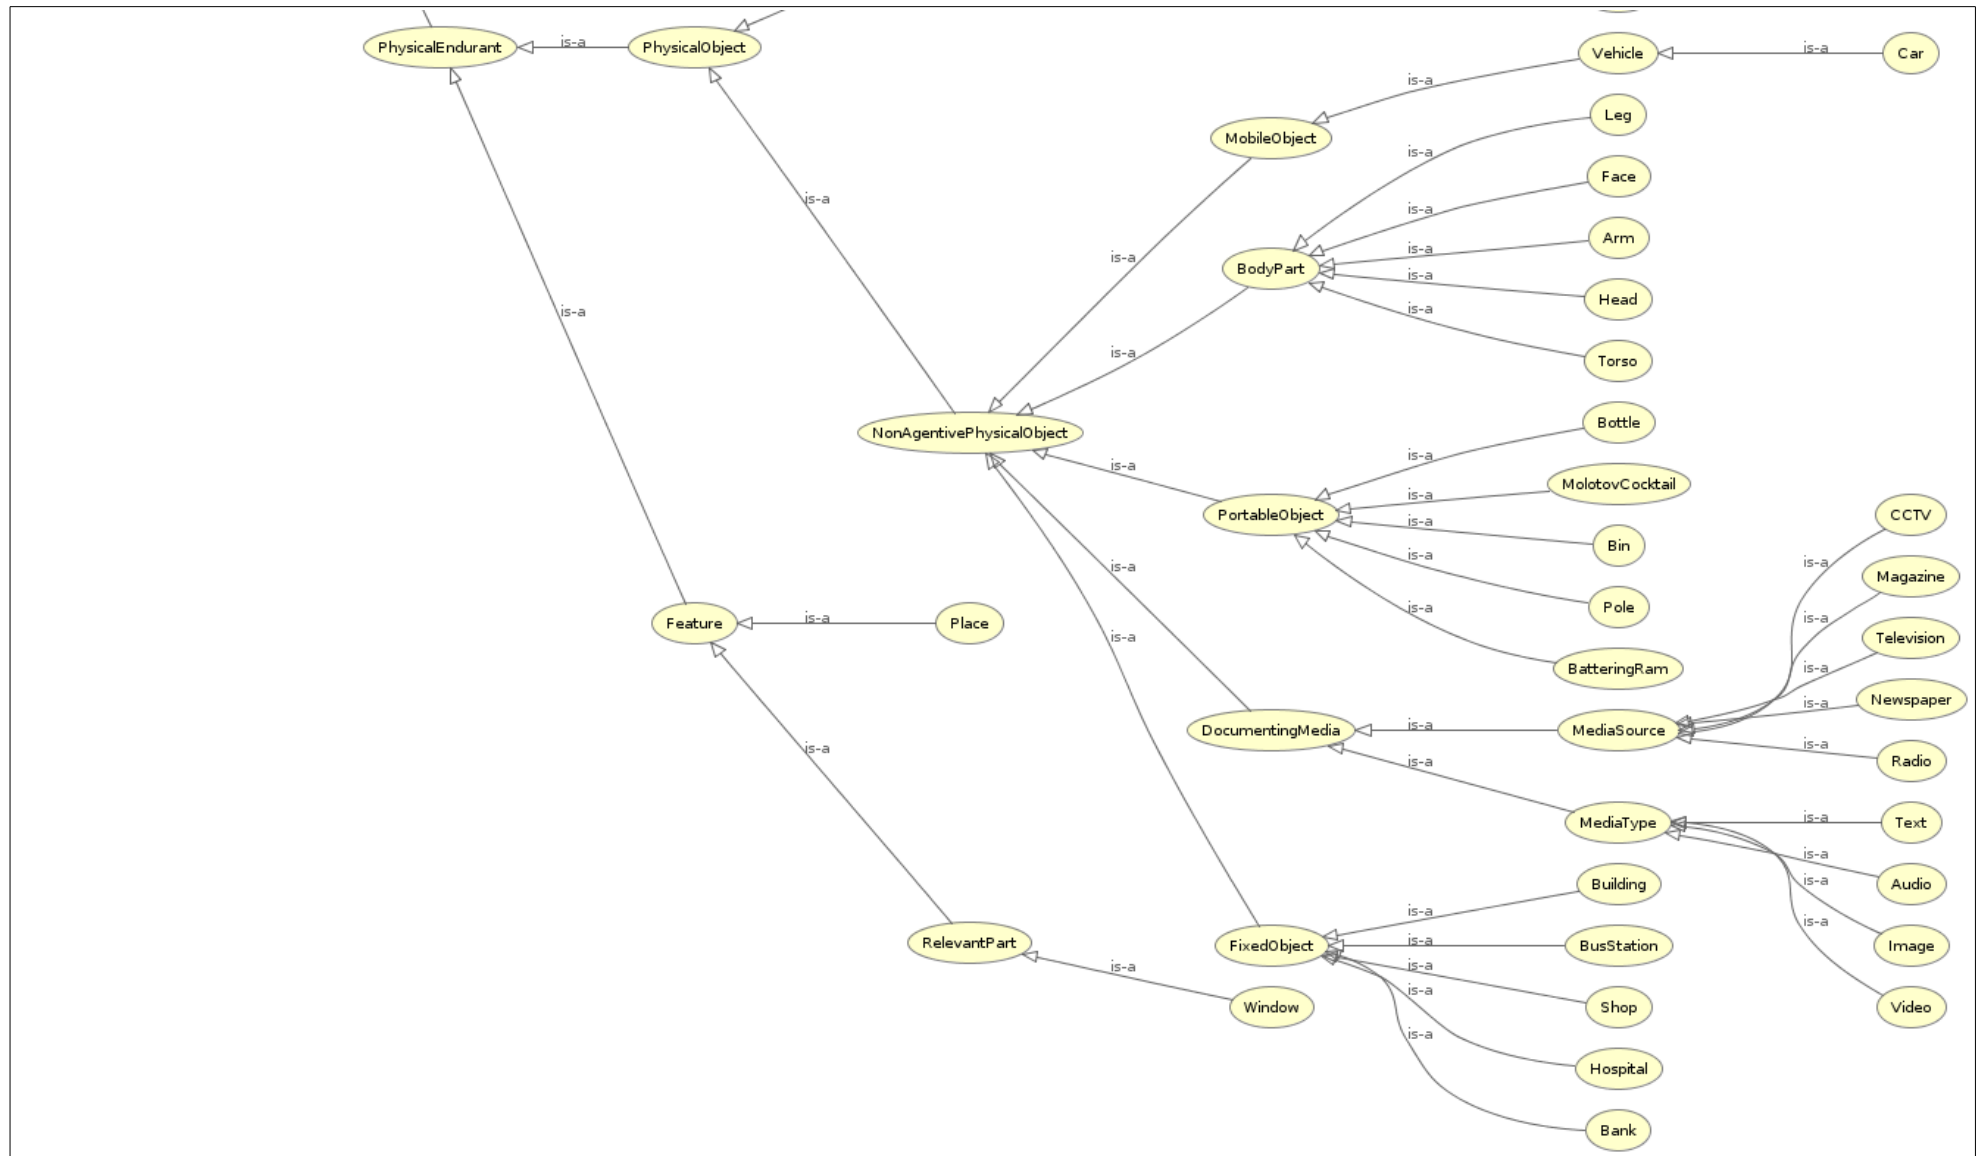 PhysicalEndurant
is-a
PhysicalObject
Vehicle
is-a
Car
is-a
Leg
MobileObject
is-a
Face
is-a
is-a
Arm
is-a
is-a
BodyPart
is-a
Head
is-a
is-a
is-a
Torso
Bottle
NonAgentivePhysicalObject
is-a
is-a
MolotovCocktail
is-a
PortableObject
CCTV
is-a
Bin
is-a
is-a
is-a
Magazine
Pole
is-a
is-a
Feature
is-a
Place
is-a
Television
BatteringRam
is-a
Newspaper
is-a
DocumentingMedia
is-a
MediaSource
is-a
is-a
is-a
Radio
MediaType
is-a
Text
is-a
Building
Audio
is-a
is-a
RelevantPart
FixedObject
is-a
BusStation
is-a
Image
is-a
is-a
is-a
Window
Shop
Video
is-a
Hospital
Bank